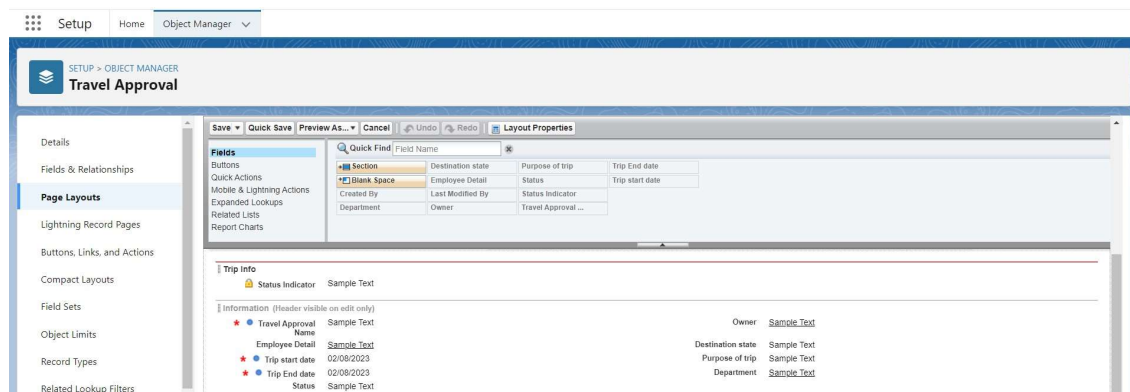 Setup Home Object Manager
SETUP > OBJECT MANAGER
Travel Approval
Details
Fields & Relationships
Page Layouts
Lightning Record Pages
Buttons, Links, and Actions
Compact Layouts
Field Sets
Object Limits
Record Types
Related Lookup Filters
Save Quick Save Preview As... Cancel Undo Redo Layout Properties
Fields
Buttons
Quick Actions
Mobile & Lightning Actions
Expanded Lookups
Related Lists
Report Charts
Quick Find Field Name
Section Destination state Purpose of trip Trip End date
Blank Space Employee Detail Status Trip start date
Created By Last Modified By Status Indicator
Department Owner Travel Approval ...
Trip Info
Status Indicator Sample Text
Information (Header visible on edit only)
Travel Approval Name Sample Text Owner Sample Text
Employee Detail Sample Text Destination state Sample Text
Trip start date 02/08/2023 Purpose of trip Sample Text
Trip End date 02/08/2023 Department Sample Text
Status Sample Text